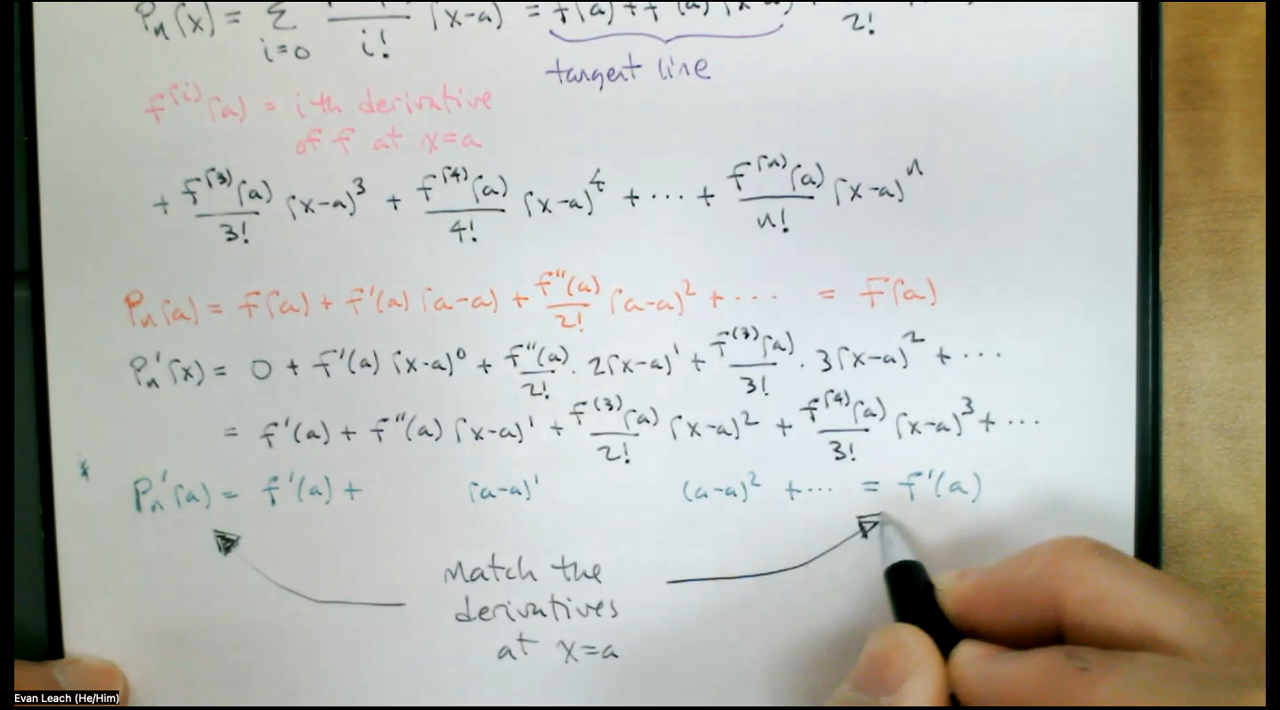 Pn(x) = Σ i=0 i! (x-a) = f(a) + f'(a)(x-a) 2!
tangent line
f^(i)(a) = i-th derivative
of f at x=a
+ f^(3)(a)/3! (x-a)^3 + f^(4)(a)/4! (x-a)^4 + ... + f^(n)(a)/n! (x-a)^n
Pn(a) = f(a) + f'(a)(a-a) + f''(a)/2! (a-a)^2 + ... = f(a)
Pn'(x) = 0 + f'(a)(x-a)^0 + f''(a)/2! · 2(x-a)^1 + f^(3)(a)/3! · 3(x-a)^2 + ...
= f'(a) + f''(a)(x-a)^1 + f^(3)(a)/2! (x-a)^2 + f^(4)(a)/3! (x-a)^3 + ...
Pn'(a) = f'(a) + (a-a)^1 (a-a)^2 + ... = f'(a)
Match the
derivatives
at x=a
Evan Leach (He/Him)